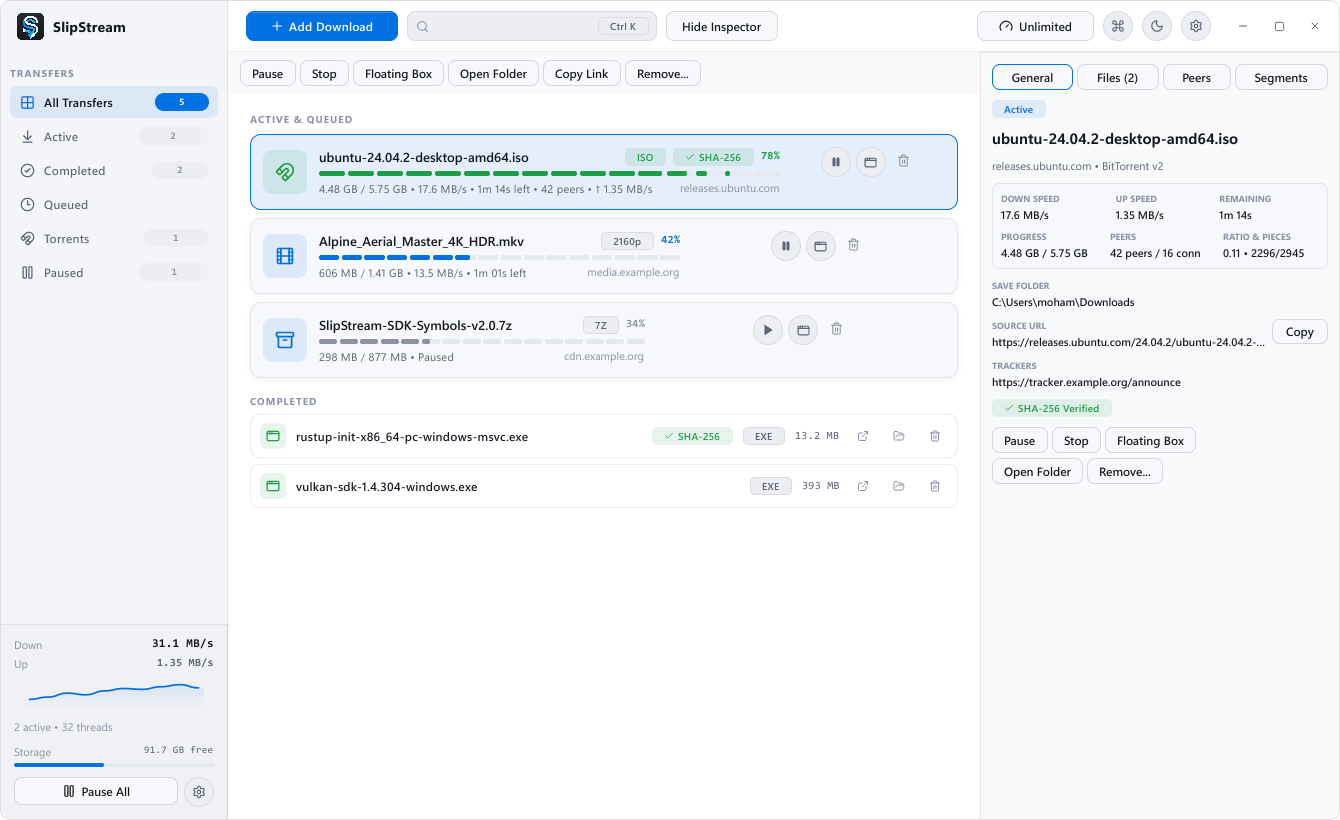 SlipStream
TRANSFERS
All Transfers 5
Active 2
Completed 2
Queued
Torrents 1
Paused 1
Down 31.1 MB/s
Up 1.35 MB/s
2 active • 32 threads
Storage 91.7 GB free
Pause All
+ Add Download
Ctrl K
Hide Inspector
Unlimited
Pause
Stop
Floating Box
Open Folder
Copy Link
Remove...
ACTIVE & QUEUED
ubuntu-24.04.2-desktop-amd64.iso ISO ✓ SHA-256 78%
4.48 GB / 5.75 GB • 17.6 MB/s • 1m 14s left • 42 peers • ↑ 1.35 MB/s releases.ubuntu.com
Alpine_Aerial_Master_4K_HDR.mkv 2160p 42%
606 MB / 1.41 GB • 13.5 MB/s • 1m 01s left media.example.org
SlipStream-SDK-Symbols-v2.0.7z 7Z 34%
298 MB / 877 MB • Paused cdn.example.org
COMPLETED
rustup-init-x86_64-pc-windows-msvc.exe ✓ SHA-256 EXE 13.2 MB
vulkan-sdk-1.4.304-windows.exe EXE 393 MB
General
Files (2)
Peers
Segments
Active
ubuntu-24.04.2-desktop-amd64.iso
releases.ubuntu.com • BitTorrent v2
DOWN SPEED UP SPEED REMAINING
17.6 MB/s 1.35 MB/s 1m 14s
PROGRESS PEERS RATIO & PIECES
4.48 GB / 5.75 GB 42 peers / 16 conn 0.11 • 2296/2945
SAVE FOLDER
C:\Users\moham\Downloads
SOURCE URL
https://releases.ubuntu.com/24.04.2/ubuntu-24.04.2-...
Copy
TRACKERS
https://tracker.example.org/announce
✓ SHA-256 Verified
Pause
Stop
Floating Box
Open Folder
Remove...